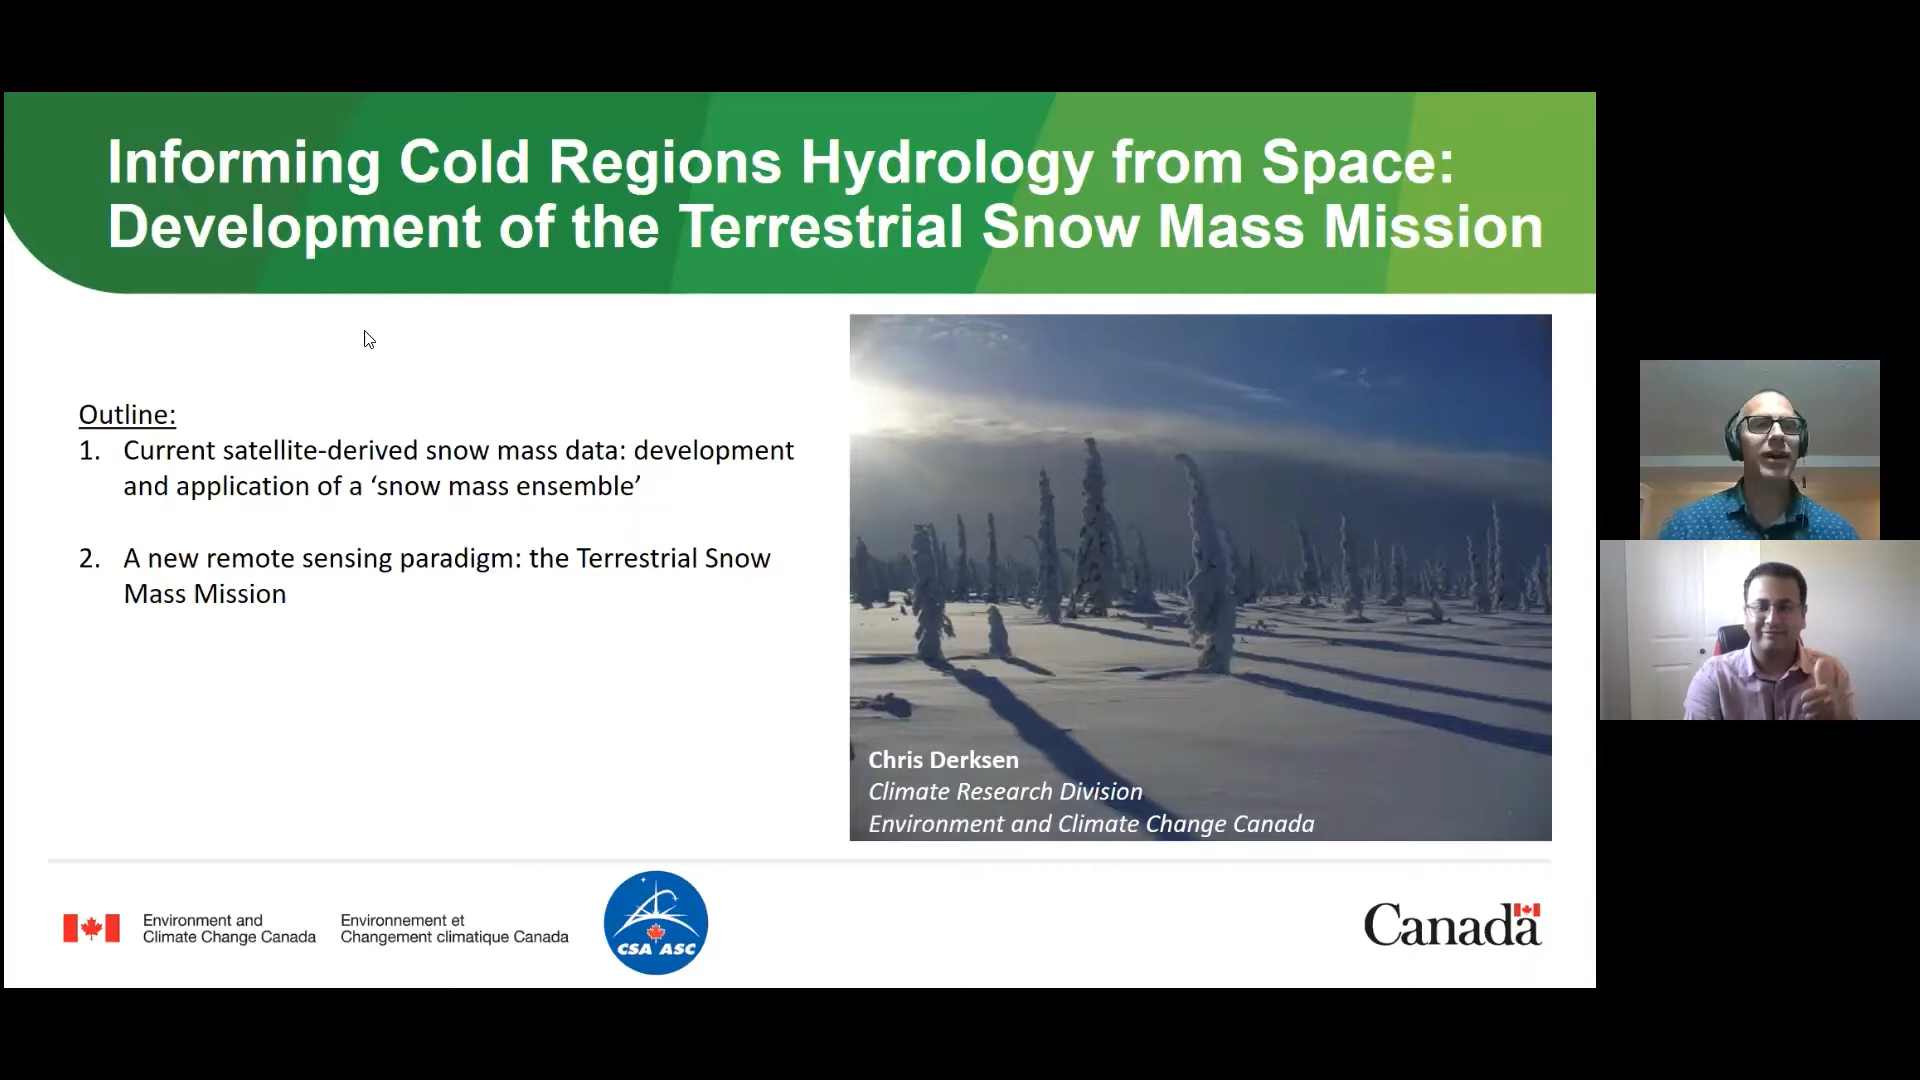 Informing Cold Regions Hydrology from Space:
Development of the Terrestrial Snow Mass Mission
Outline:
1. Current satellite-derived snow mass data: development
and application of a ‘snow mass ensemble’
2. A new remote sensing paradigm: the Terrestrial Snow
Mass Mission
Chris Derksen
Climate Research Division
Environment and Climate Change Canada
Environment and
Climate Change Canada
Environnement et
Changement climatique Canada
CSA ASC
Canada